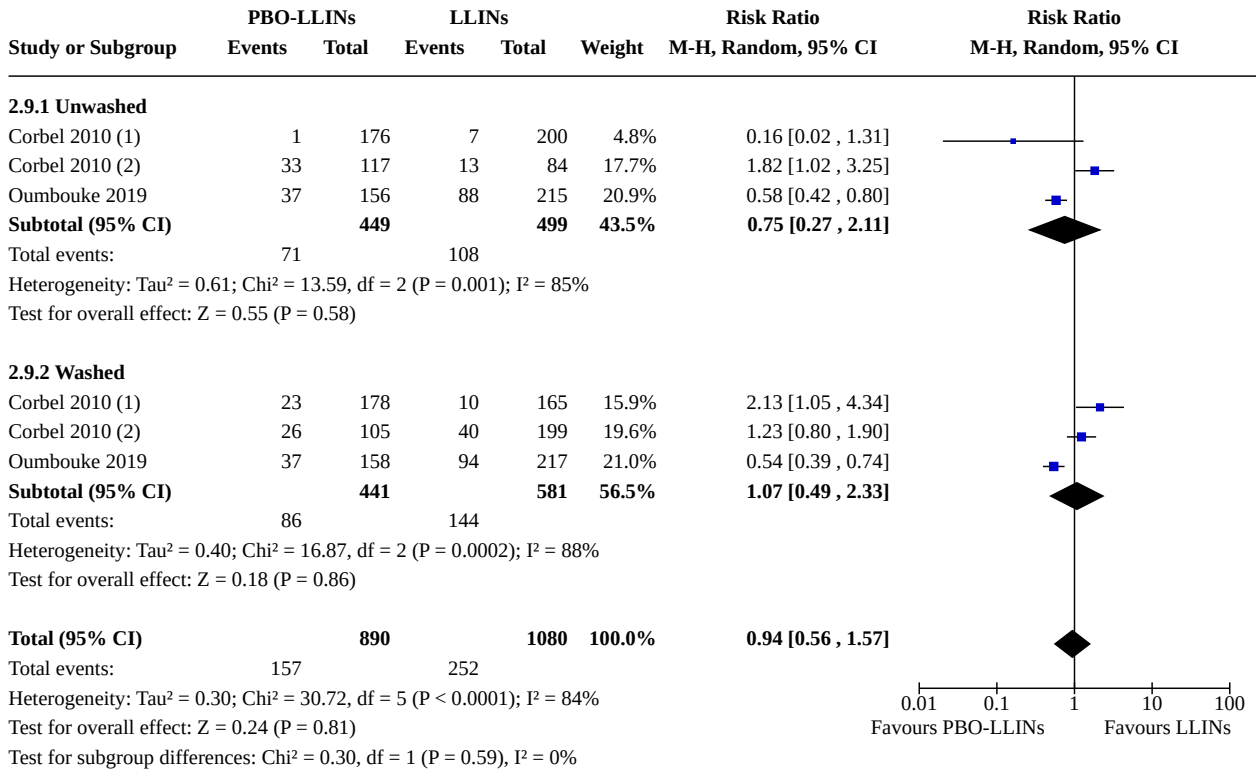 PBO-LLINs LLINs Risk Ratio Risk Ratio
Study or Subgroup Events Total Events Total Weight M-H, Random, 95% CI M-H, Random, 95% CI
2.9.1 Unwashed
Corbel 2010 (1) 1 176 7 200 4.8% 0.16 [0.02 , 1.31]
Corbel 2010 (2) 33 117 13 84 17.7% 1.82 [1.02 , 3.25]
Oumbouke 2019 37 156 88 215 20.9% 0.58 [0.42 , 0.80]
Subtotal (95% CI) 449 499 43.5% 0.75 [0.27 , 2.11]
Total events: 71 108
Heterogeneity: Tau² = 0.61; Chi² = 13.59, df = 2 (P = 0.001); I² = 85%
Test for overall effect: Z = 0.55 (P = 0.58)
2.9.2 Washed
Corbel 2010 (1) 23 178 10 165 15.9% 2.13 [1.05 , 4.34]
Corbel 2010 (2) 26 105 40 199 19.6% 1.23 [0.80 , 1.90]
Oumbouke 2019 37 158 94 217 21.0% 0.54 [0.39 , 0.74]
Subtotal (95% CI) 441 581 56.5% 1.07 [0.49 , 2.33]
Total events: 86 144
Heterogeneity: Tau² = 0.40; Chi² = 16.87, df = 2 (P = 0.0002); I² = 88%
Test for overall effect: Z = 0.18 (P = 0.86)
Total (95% CI) 890 1080 100.0% 0.94 [0.56 , 1.57]
Total events: 157 252
Heterogeneity: Tau² = 0.30; Chi² = 30.72, df = 5 (P < 0.0001); I² = 84%
0.01 0.1 1 10 100
Test for overall effect: Z = 0.24 (P = 0.81)
Favours PBO-LLINs Favours LLINs
Test for subgroup differences: Chi² = 0.30, df = 1 (P = 0.59), I² = 0%